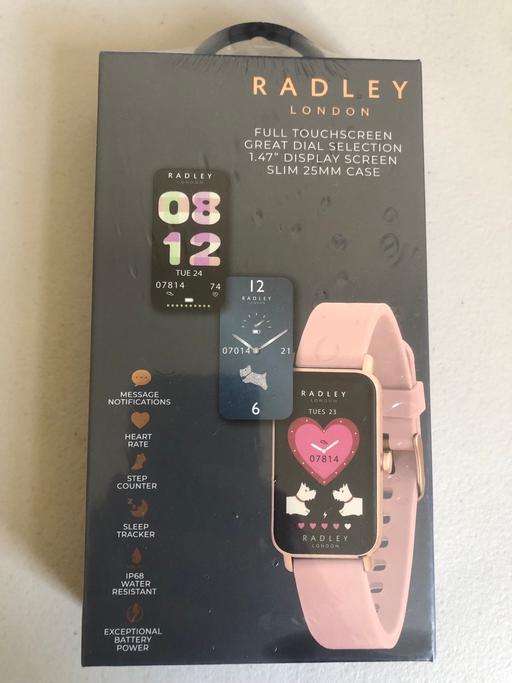 RADLEY
LONDON
FULL TOUCHSCREEN
GREAT DIAL SELECTION
1.47" DISPLAY SCREEN
SLIM 25MM CASE
RADLEY
LONDON
08
12
TUE 24
07814 74
12
RADLEY
LONDON
07014 21
6
RADLEY
LONDON
TUES 23
07814
RADLEY
LONDON
MESSAGE
NOTIFICATIONS
HEART
RATE
STEP
COUNTER
SLEEP
TRACKER
IP68
WATER
RESISTANT
EXCEPTIONAL
BATTERY
POWER